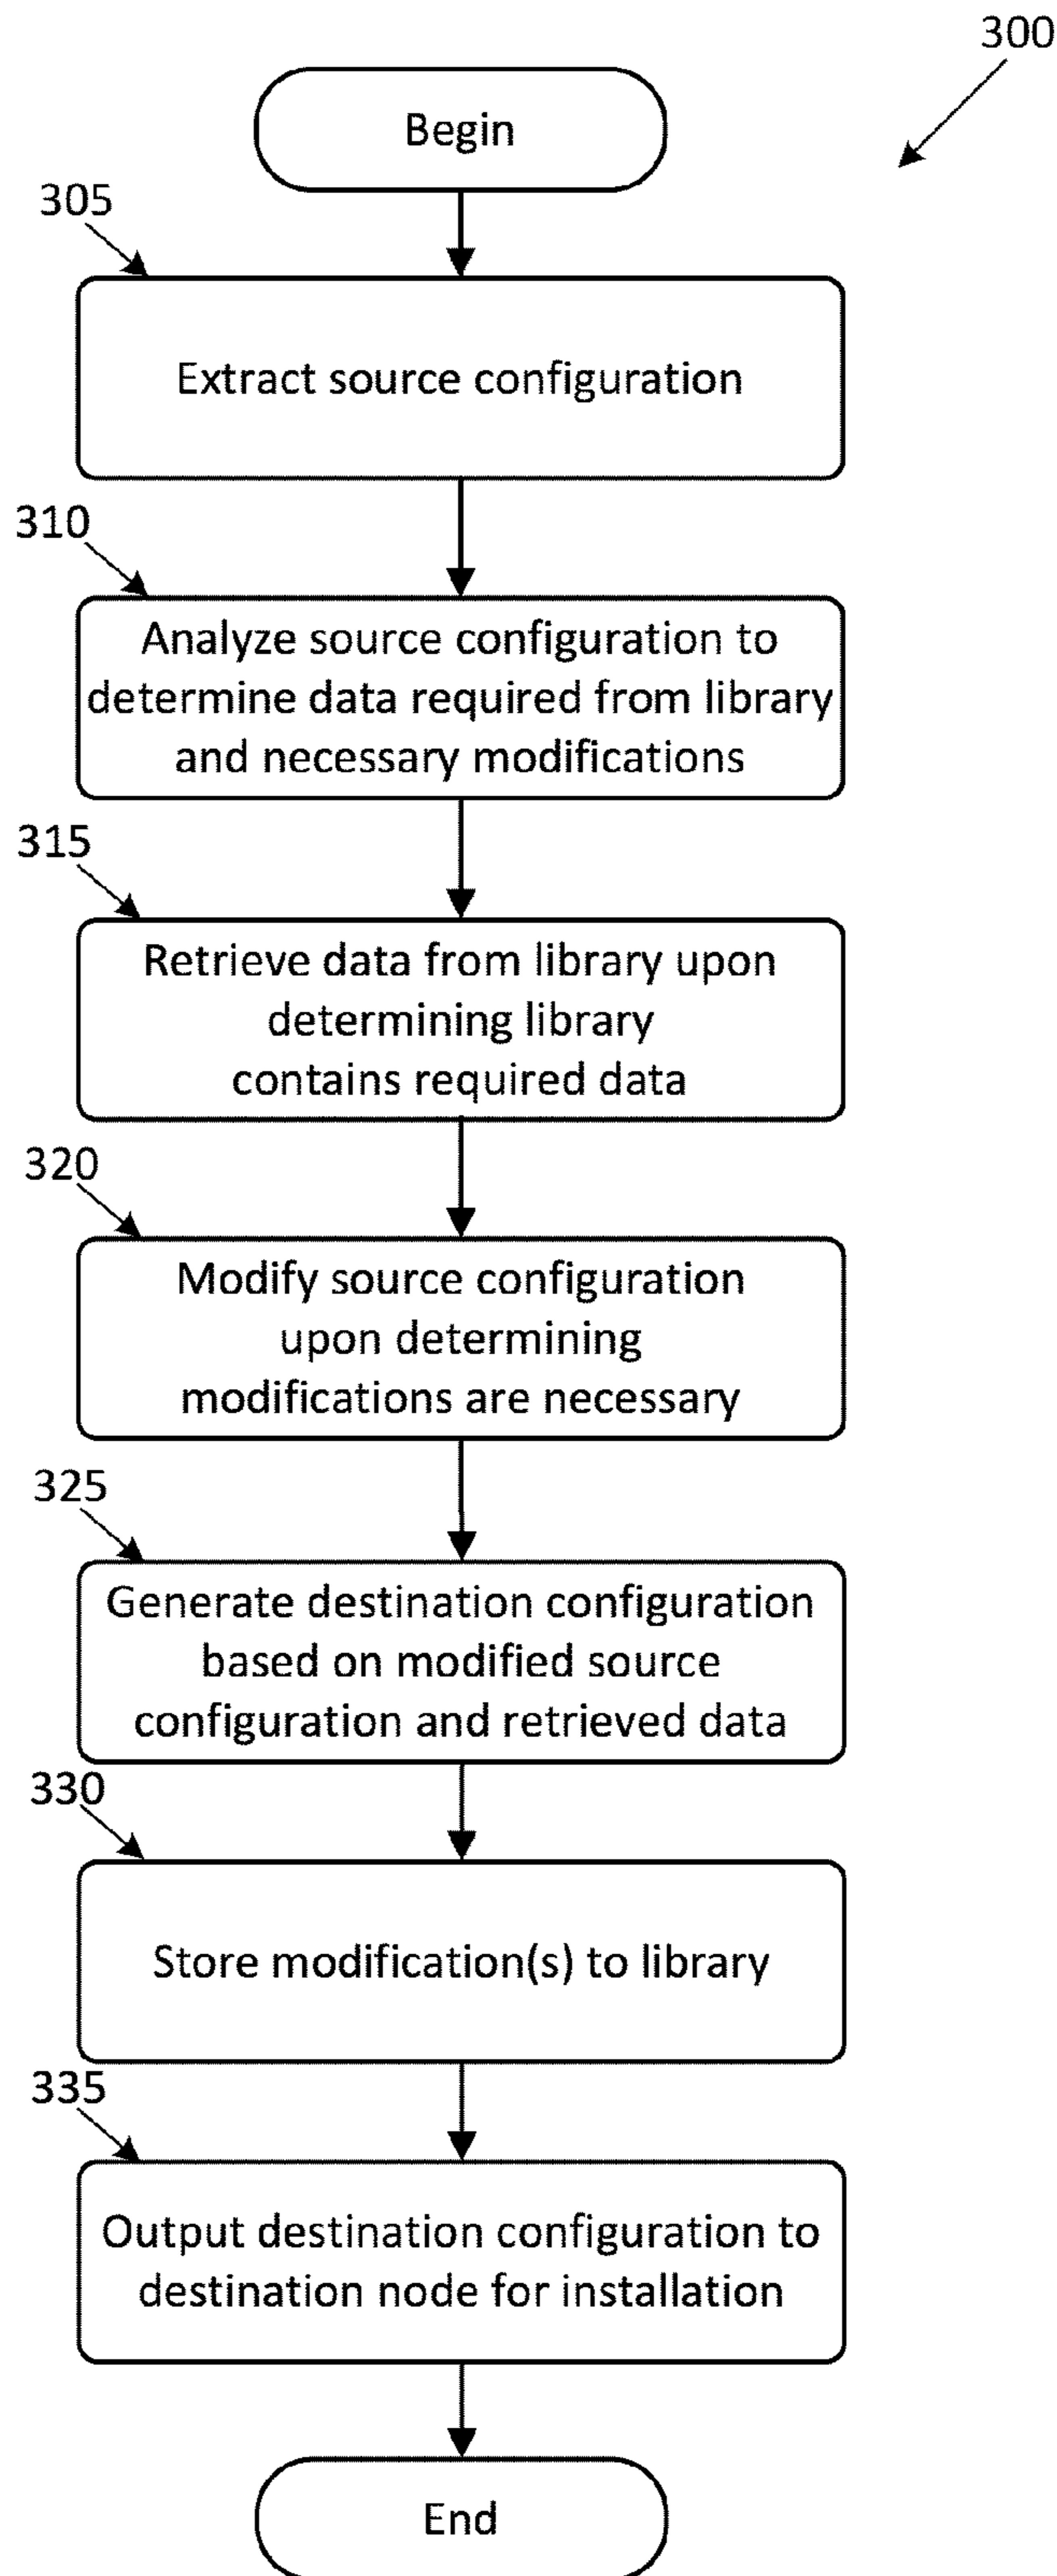 300
Begin
305
Extract source configuration
310
Analyze source configuration to
determine data required from library
and necessary modifications
315
Retrieve data from library upon
determining library
contains required data
320
Modify source configuration
upon determining
modifications are necessary
325
Generate destination configuration
based on modified source
configuration and retrieved data
330
Store modification(s) to library
335
Output destination configuration to
destination node for installation
End